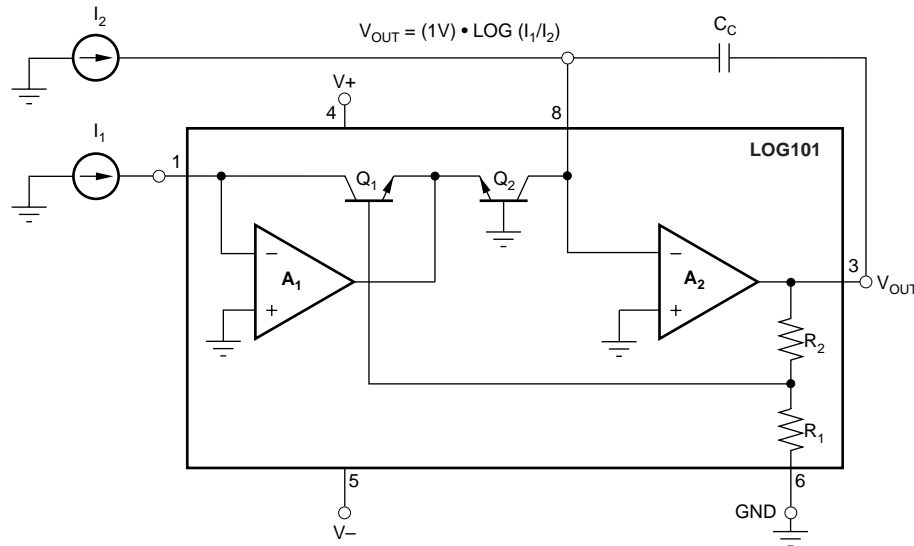 I2
VOUT = (1V) • LOG (I1/I2)
CC
V+
4
8
I1
1
LOG101
Q1
Q2
−
A1
+
−
A2
+
3
VOUT
R2
R1
5
6
V−
GND